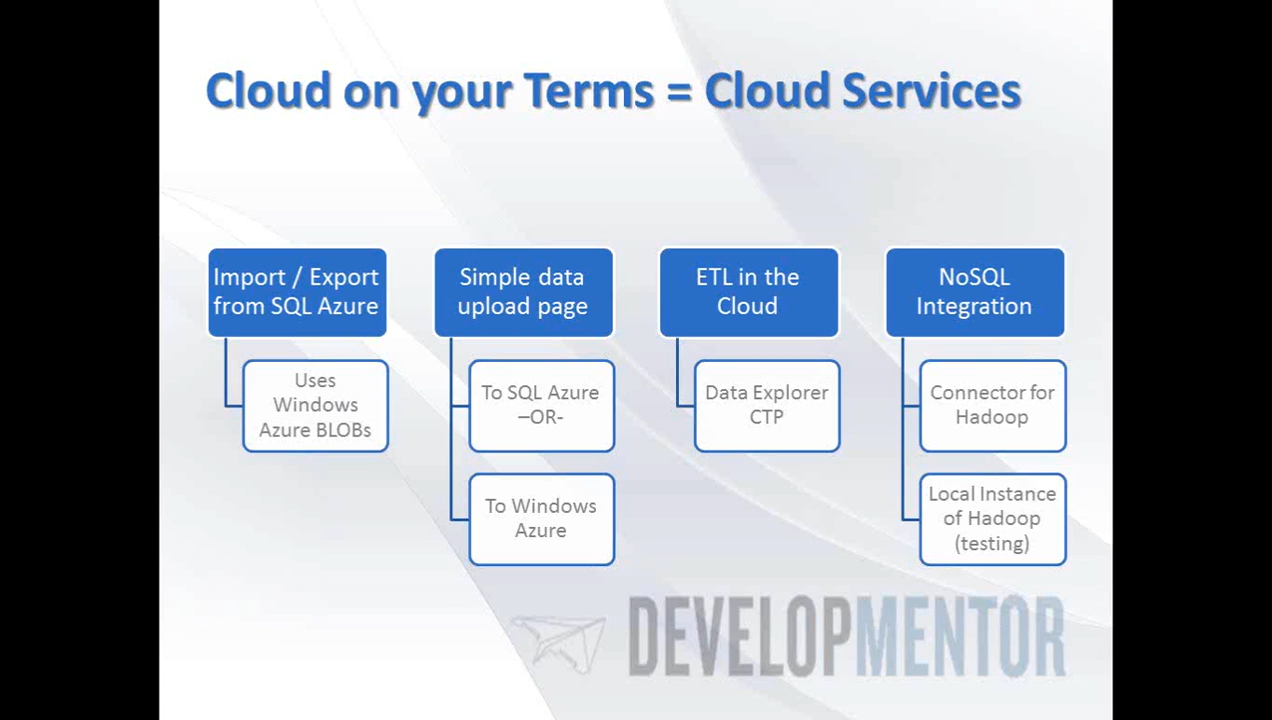 Cloud on your Terms = Cloud Services
Import / Export
from SQL Azure
Uses
Windows
Azure BLOBs
Simple data
upload page
To SQL Azure
–OR-
To Windows
Azure
ETL in the
Cloud
Data Explorer
CTP
NoSQL
Integration
Connector for
Hadoop
Local Instance
of Hadoop
(testing)
DEVELOPMENTOR